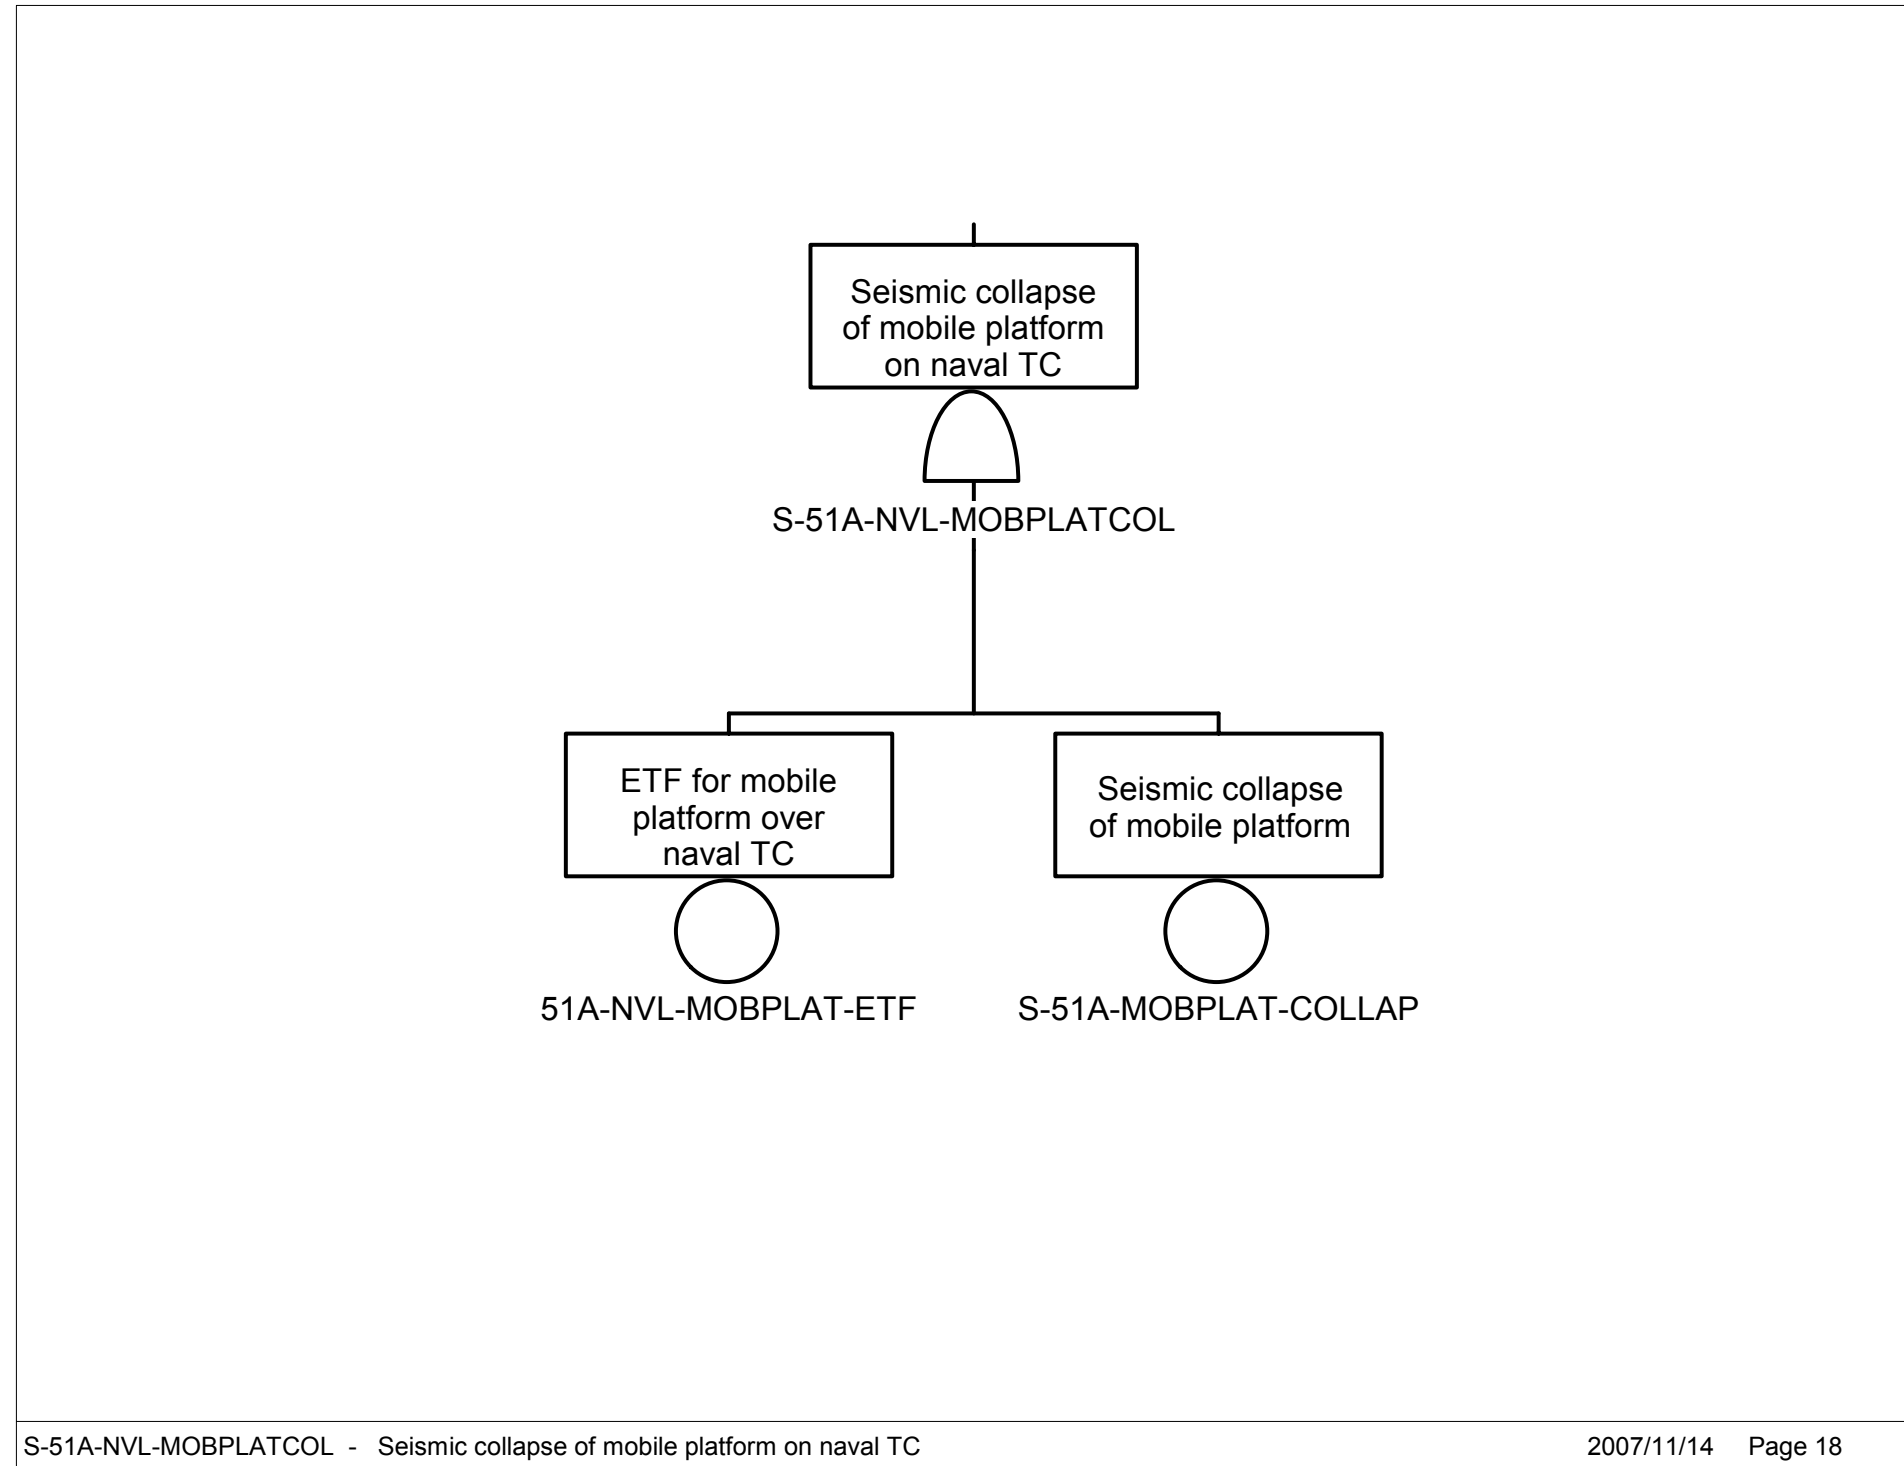 Seismic collapse
of mobile platform
on naval TC
S-51A-NVL-MOBPLATCOL
ETF for mobile
platform over
naval TC
51A-NVL-MOBPLAT-ETF
Seismic collapse
of mobile platform
S-51A-MOBPLAT-COLLAP
S-51A-NVL-MOBPLATCOL - Seismic collapse of mobile platform on naval TC 2007/11/14 Page 18